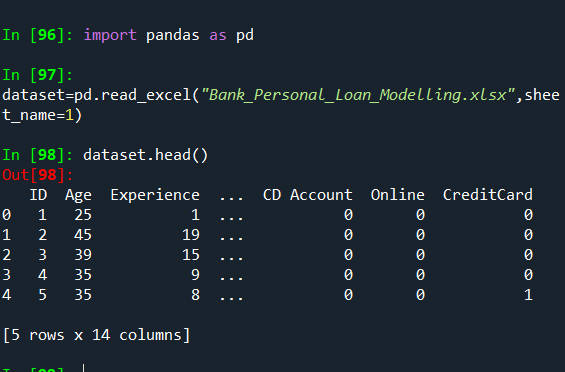 In [96]: import pandas as pd
In [97]:
dataset=pd.read_excel("Bank_Personal_Loan_Modelling.xlsx",shee
t_name=1)
In [98]: dataset.head()
Out[98]:
   ID  Age  Experience  ...  CD Account  Online  CreditCard
0   1   25           1  ...           0       0           0
1   2   45          19  ...           0       0           0
2   3   39          15  ...           0       0           0
3   4   35           9  ...           0       0           0
4   5   35           8  ...           0       0           1
[5 rows x 14 columns]
In [99]: